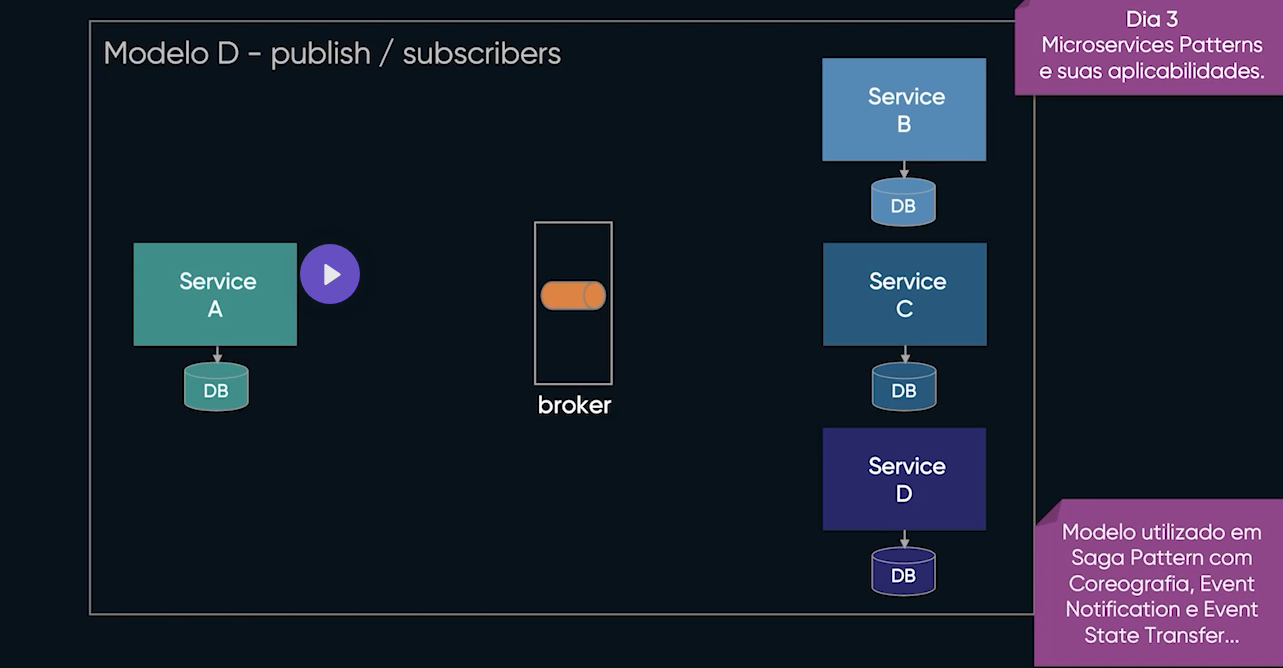 Dia 3
Microservices Patterns
e suas aplicabilidades.
Modelo D - publish / subscribers
Service
B
DB
Service
A
DB
broker
Service
C
DB
Service
D
DB
Modelo utilizado em
Saga Pattern com
Coreografia, Event
Notification e Event
State Transfer...